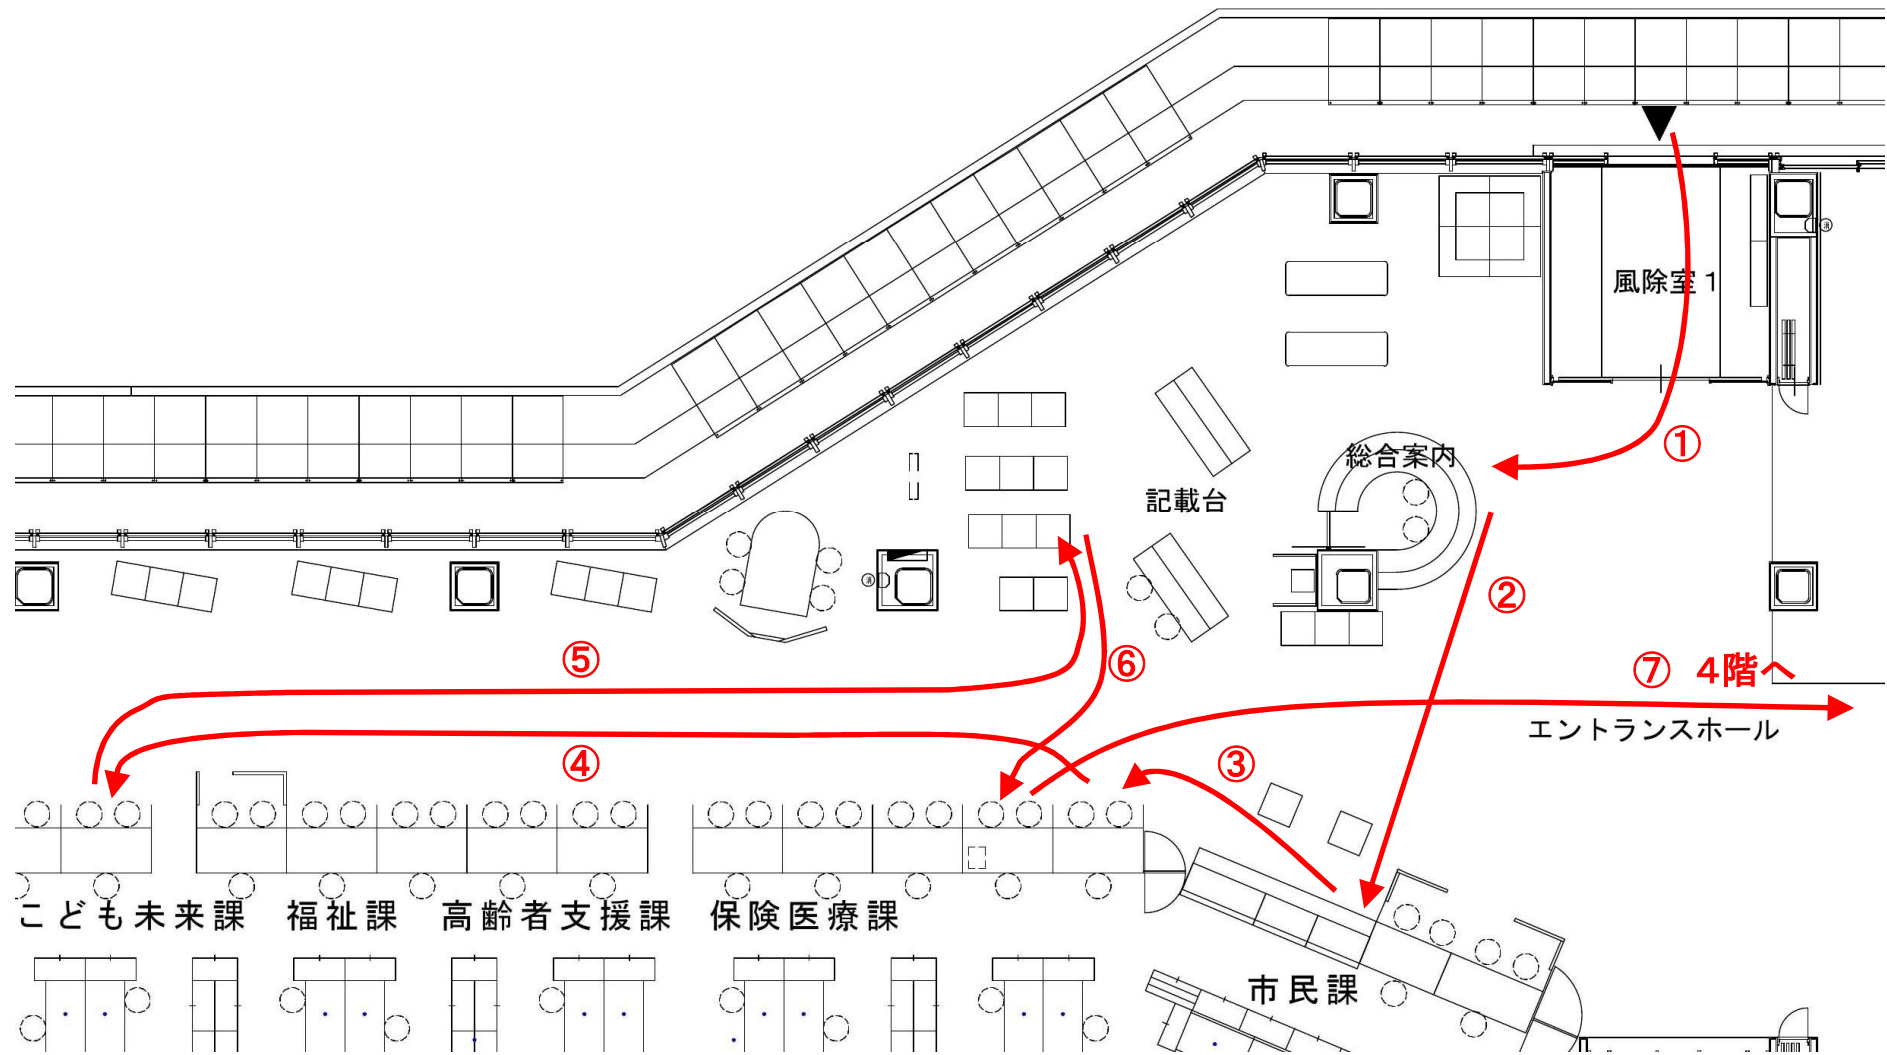 風除室１
①
総合案内
記載台
②
⑤
⑥
⑦ 4階へ
エントランスホール
④
③
こども未来課
福祉課
高齢者支援課
保険医療課
市民課